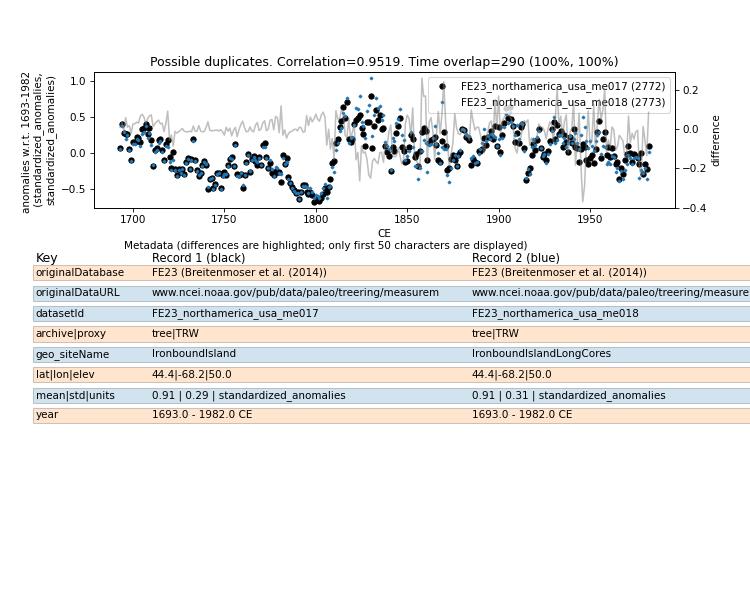 Possible duplicates. Correlation=0.9519. Time overlap=290 (100%, 100%)
anomalies w.r.t. 1693-1982
(standardized_anomalies,
standardized_anomalies)
1.0
0.5
0.0
−0.5
FE23_northamerica_usa_me017 (2772)
FE23_northamerica_usa_me018 (2773)
0.2
0.0
−0.2
−0.4
difference
1700 1750 1800 1850 1900 1950
CE
Metadata (differences are highlighted; only first 50 characters are displayed)
Key Record 1 (black) Record 2 (blue)
originalDatabase FE23 (Breitenmoser et al. (2014)) FE23 (Breitenmoser et al. (2014))
originalDataURL www.ncei.noaa.gov/pub/data/paleo/treering/measurem www.ncei.noaa.gov/pub/data/paleo/treering/measure
datasetId FE23_northamerica_usa_me017 FE23_northamerica_usa_me018
archive|proxy tree|TRW tree|TRW
geo_siteName IronboundIsland IronboundIslandLongCores
lat|lon|elev 44.4|-68.2|50.0 44.4|-68.2|50.0
mean|std|units 0.91 | 0.29 | standardized_anomalies 0.91 | 0.31 | standardized_anomalies
year 1693.0 - 1982.0 CE 1693.0 - 1982.0 CE